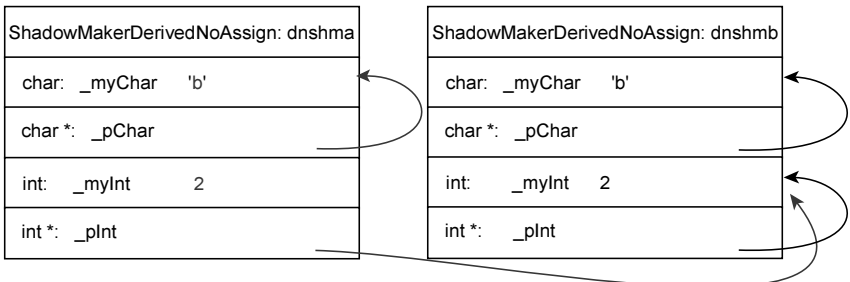 ShadowMakerDerivedNoAssign: dnshma
char: _myChar 'b'
char *: _pChar
int: _myInt 2
int *: _pInt
ShadowMakerDerivedNoAssign: dnshmb
char: _myChar 'b'
char *: _pChar
int: _myInt 2
int *: _pInt